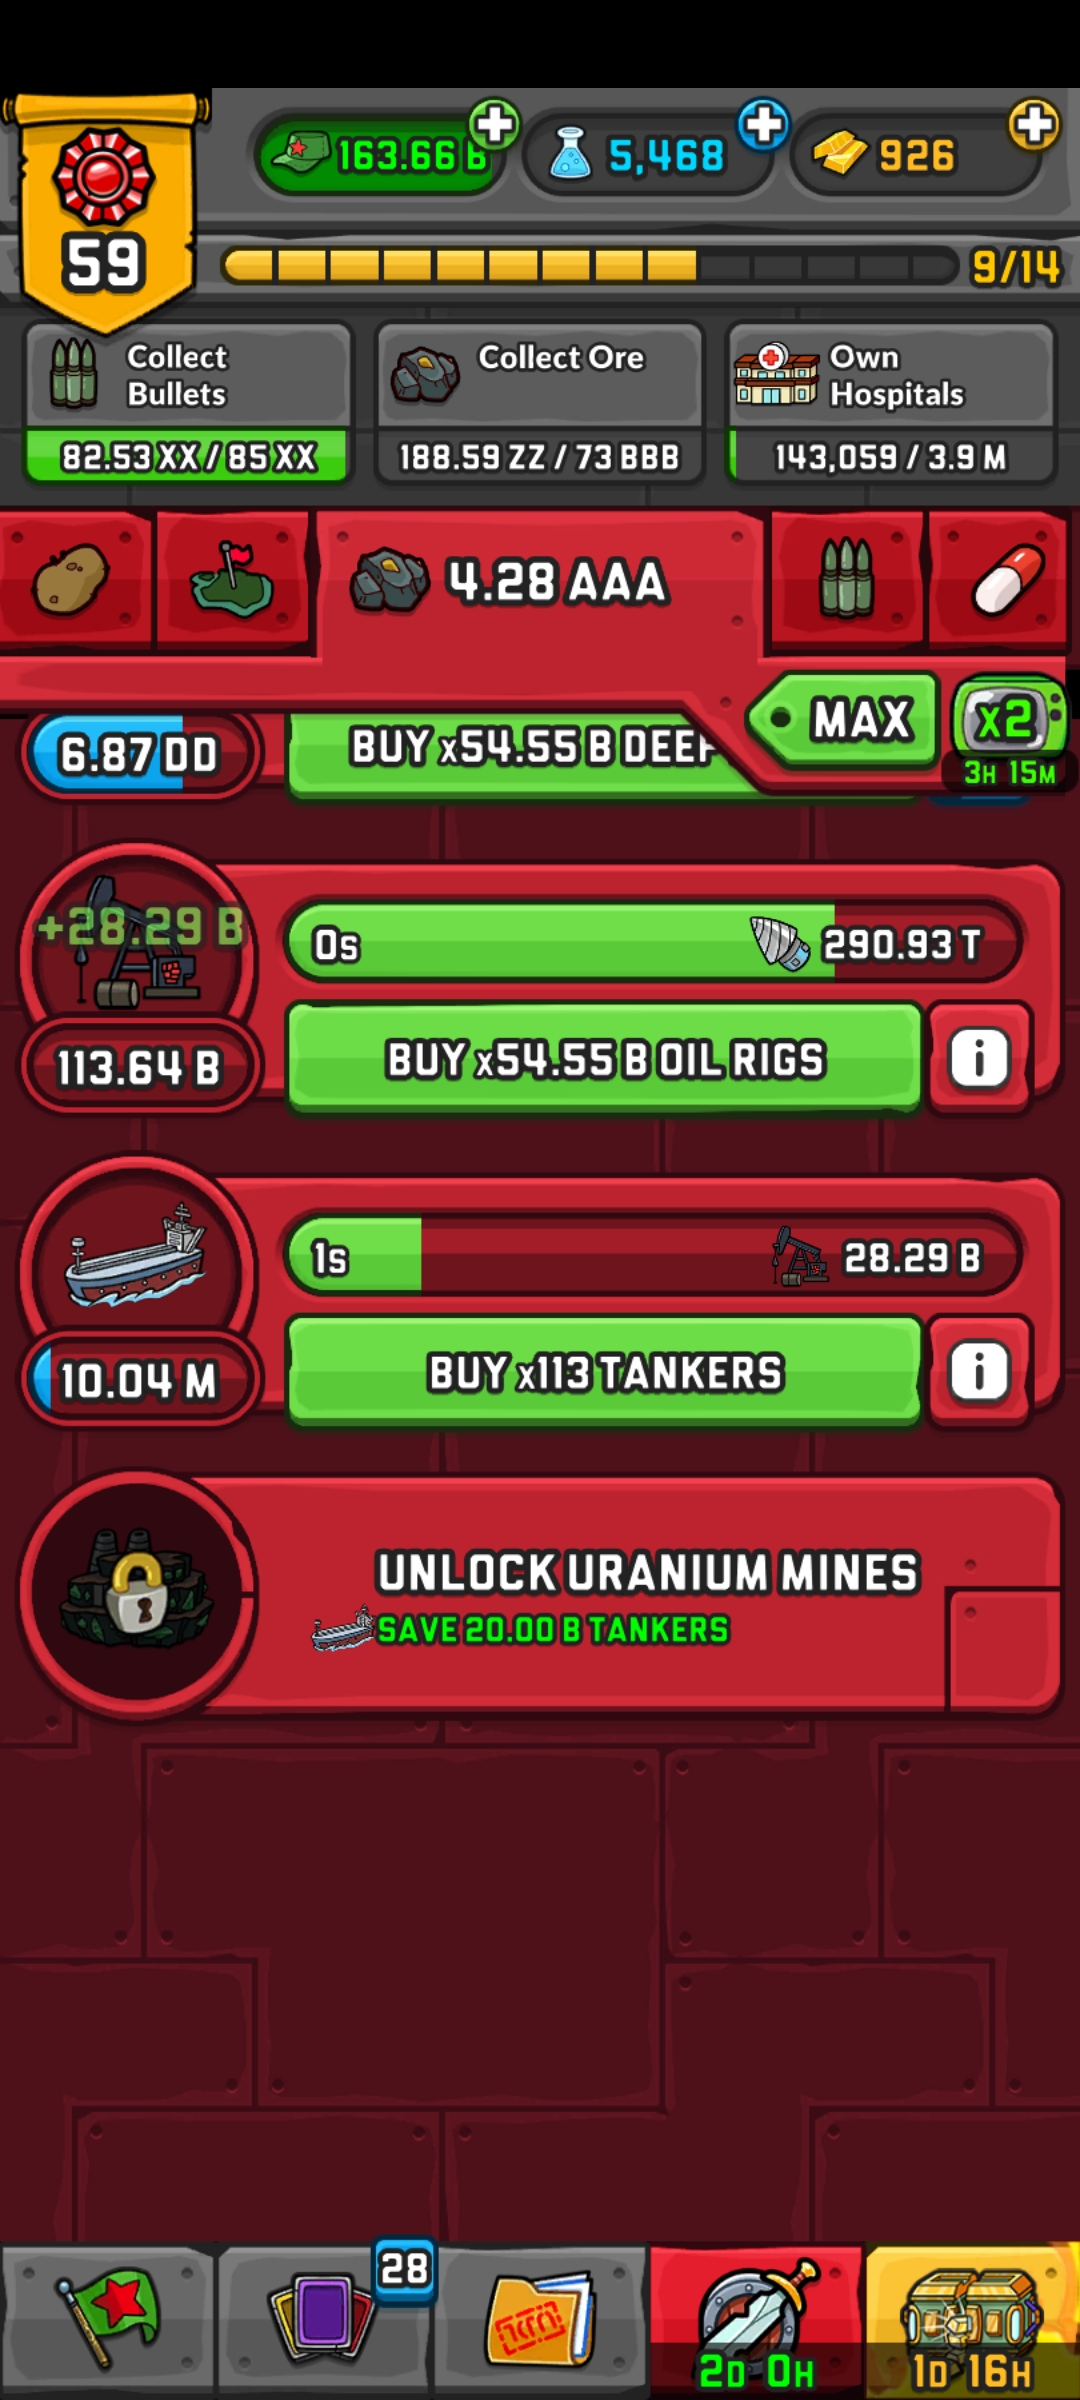 163.66 B
5,468
926
59
9/14
Collect
Bullets
82.53 XX / 85 XX
Collect Ore
188.59 ZZ / 73 BBB
Own
Hospitals
143,059 / 3.9 M
4.28 AAA
MAX
x2
3H 15M
6.87 DD
BUY x54.55 B DEEP
+28.29 B
0s
290.93 T
113.64 B
BUY x54.55 B OIL RIGS
i
1s
28.29 B
10.04 M
BUY x113 TANKERS
i
UNLOCK URANIUM MINES
SAVE 20.00 B TANKERS
28
2D 0H
1D 16H